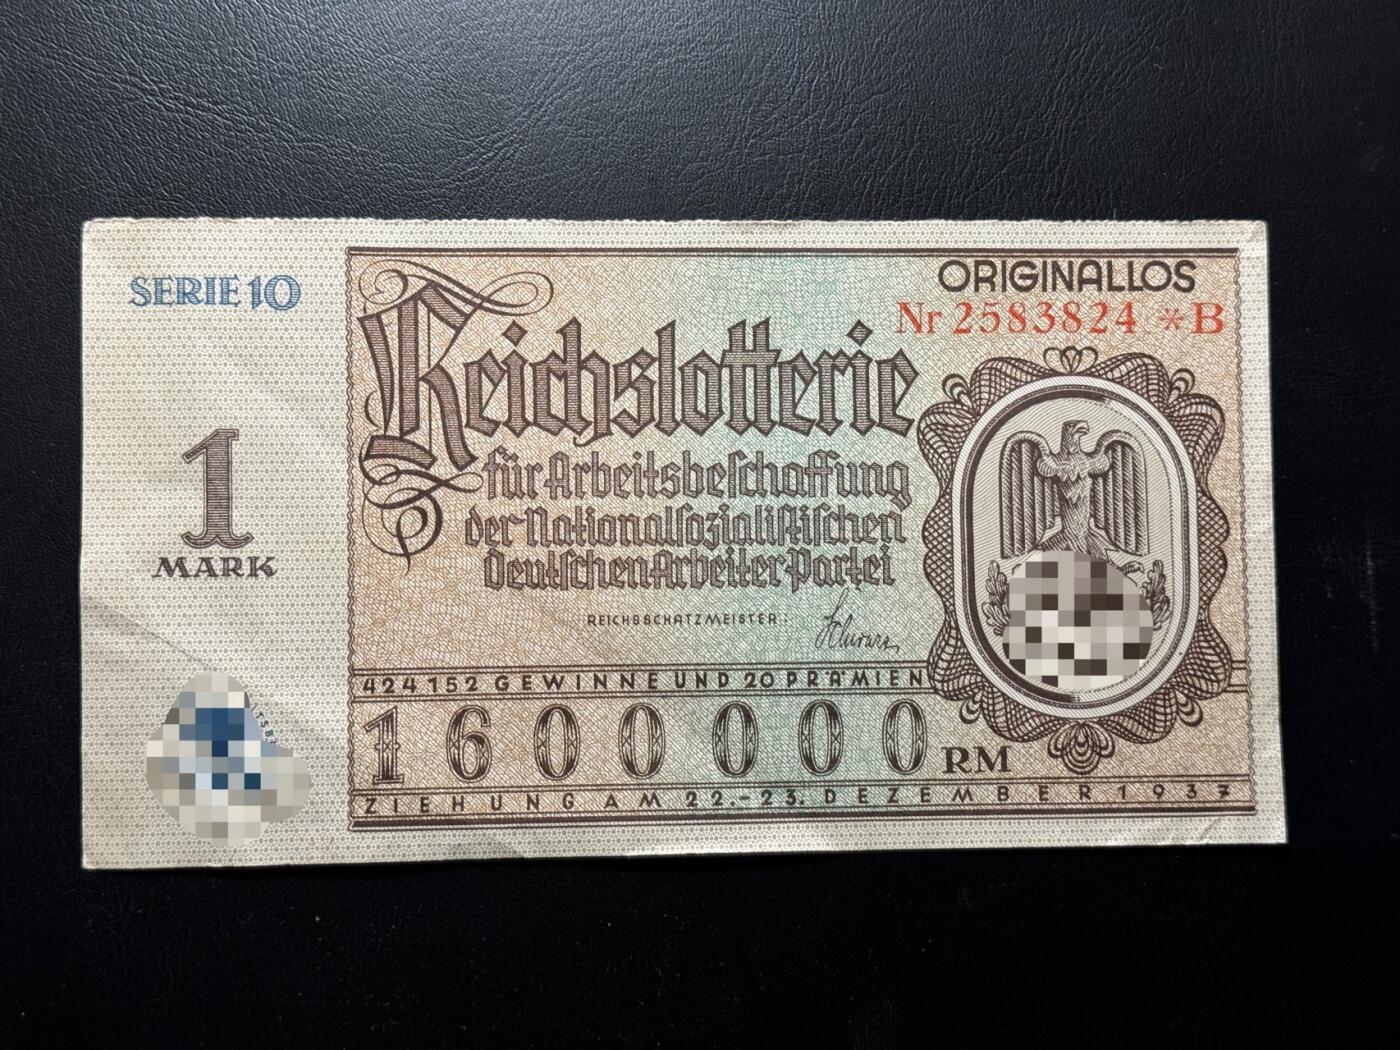 SERIE 10
ORIGINALLOS
Nr 2583824 *B
Reichslotterie
für Arbeitsbeſchaffung
der Nationalſozialiſtiſchen
Deutſchen Arbeiter-Partei
1
MARK
REICHSSCHATZMEISTER:
Schwarz
424152 GEWINNE UND 20 PRÄMIEN
1600000 RM
ZIEHUNG AM 22.-23. DEZEMBER 1937